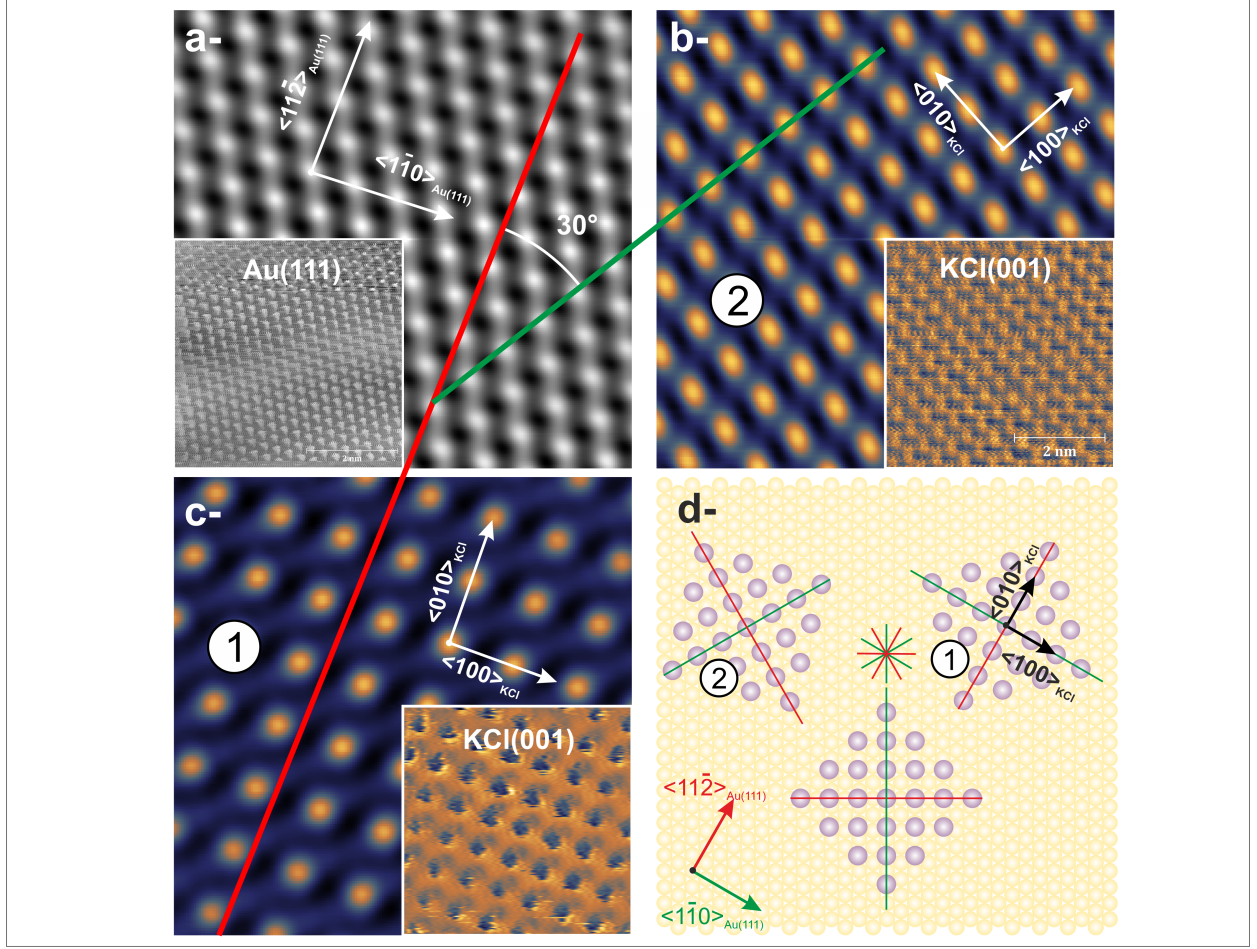 a-
<112̄> Au(111)
<11̄0> Au(111)
30°
Au(111)
2 nm
b-
<010> KCl
<100> KCl
2
KCl(001)
2 nm
c-
<010> KCl
<100> KCl
1
KCl(001)
d-
<010> KCl
<100> KCl
1
2
<112̄> Au(111)
<11̄0> Au(111)